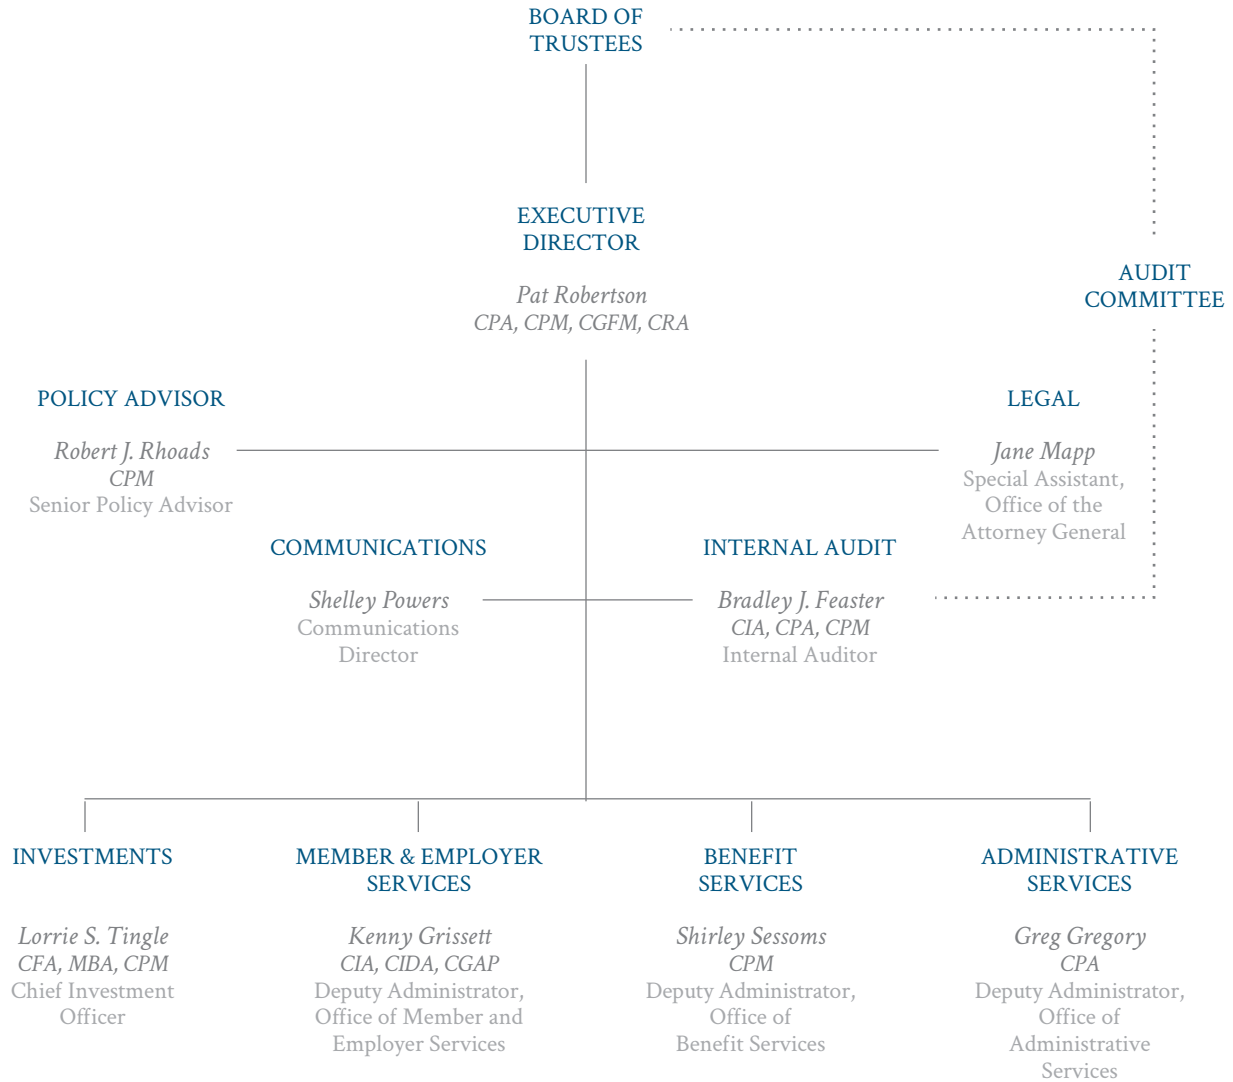 BOARD OF
TRUSTEES
EXECUTIVE
DIRECTOR
Pat Robertson
CPA, CPM, CGFM, CRA
AUDIT
COMMITTEE
POLICY ADVISOR
Robert J. Rhoads
CPM
Senior Policy Advisor
LEGAL
Jane Mapp
Special Assistant,
Office of the
Attorney General
COMMUNICATIONS
Shelley Powers
Communications
Director
INTERNAL AUDIT
Bradley J. Feaster
CIA, CPA, CPM
Internal Auditor
INVESTMENTS
Lorrie S. Tingle
CFA, MBA, CPM
Chief Investment
Officer
MEMBER & EMPLOYER
SERVICES
Kenny Grissett
CIA, CIDA, CGAP
Deputy Administrator,
Office of Member and
Employer Services
BENEFIT
SERVICES
Shirley Sessoms
CPM
Deputy Administrator,
Office of
Benefit Services
ADMINISTRATIVE
SERVICES
Greg Gregory
CPA
Deputy Administrator,
Office of
Administrative
Services